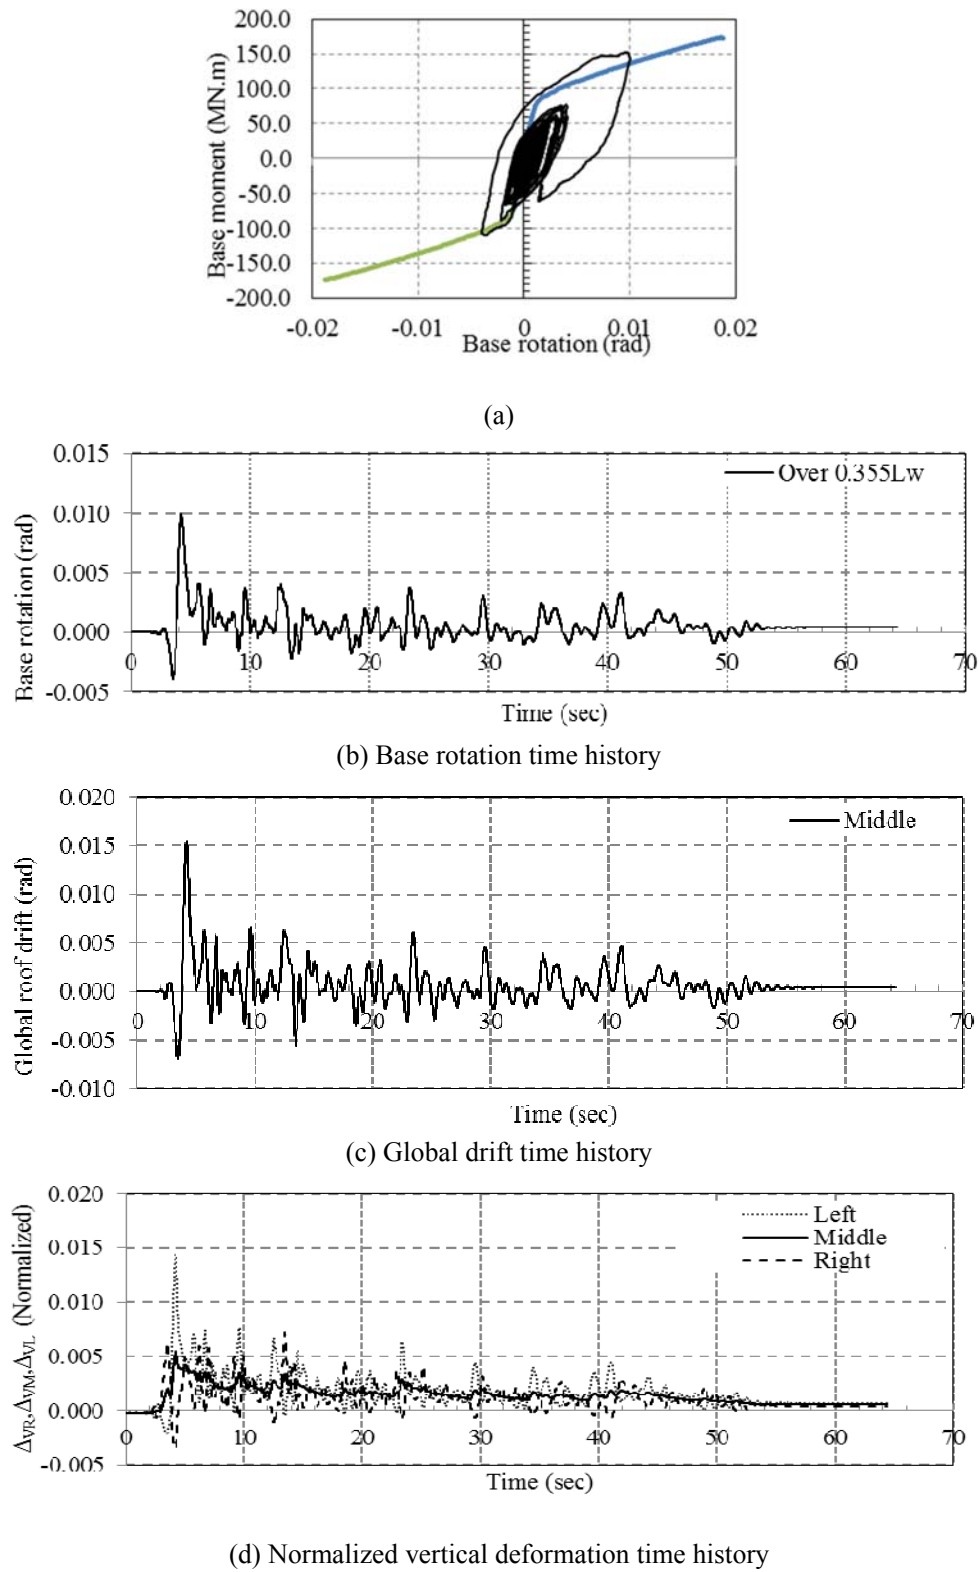 200.0
150.0
100.0
50.0
0.0
-50.0
-100.0
-150.0
-200.0
Base moment (MN.m)
-0.02 -0.01 0 0.01 0.02
Base rotation (rad)
(a)
0.015
0.010
0.005
0.000
-0.005
Base rotation (rad)
Over 0.355Lw
0 10 20 30 40 50 60 70
Time (sec)
(b) Base rotation time history
0.020
0.015
0.010
0.005
0.000
-0.005
-0.010
Global roof drift (rad)
Middle
0 10 20 30 40 50 60 70
Time (sec)
(c) Global drift time history
0.020
0.015
0.010
0.005
0.000
-0.005
ΔVR,ΔVM,ΔVL (Normalized)
Left
Middle
Right
0 10 20 30 40 50 60 70
Time (sec)
(d) Normalized vertical deformation time history